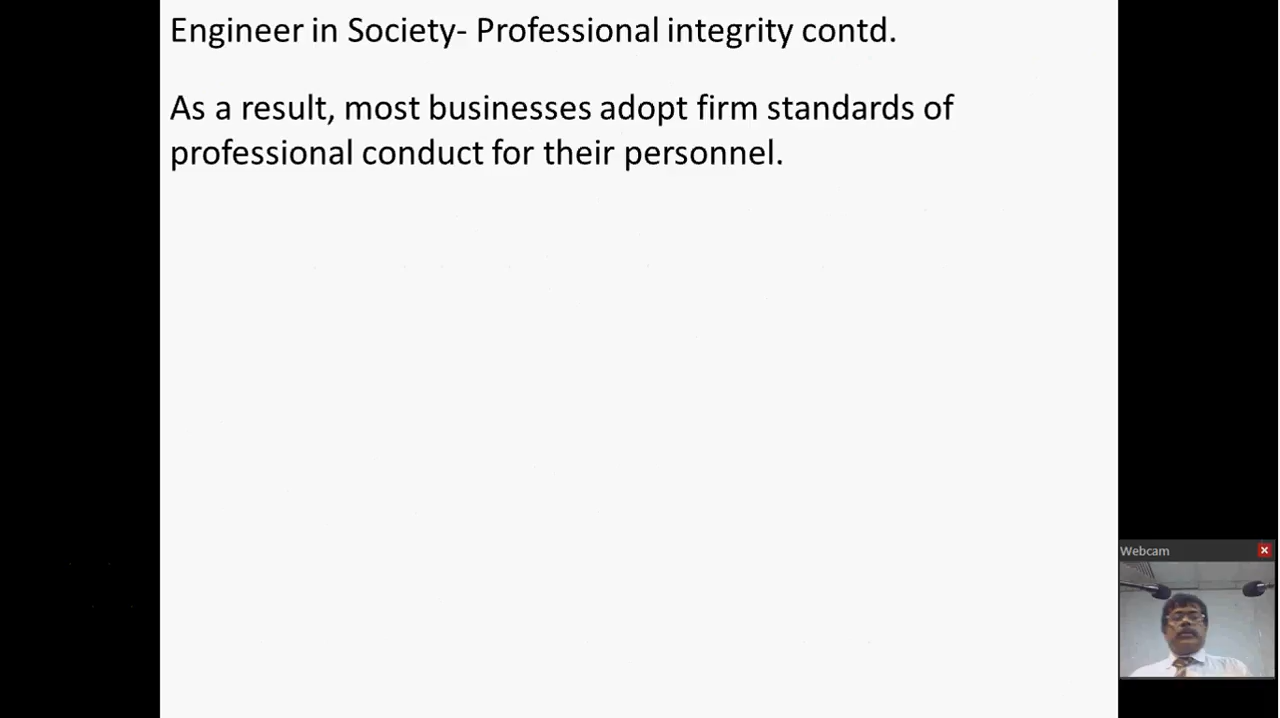 Engineer in Society- Professional integrity contd.
As a result, most businesses adopt firm standards of
professional conduct for their personnel.
Webcam